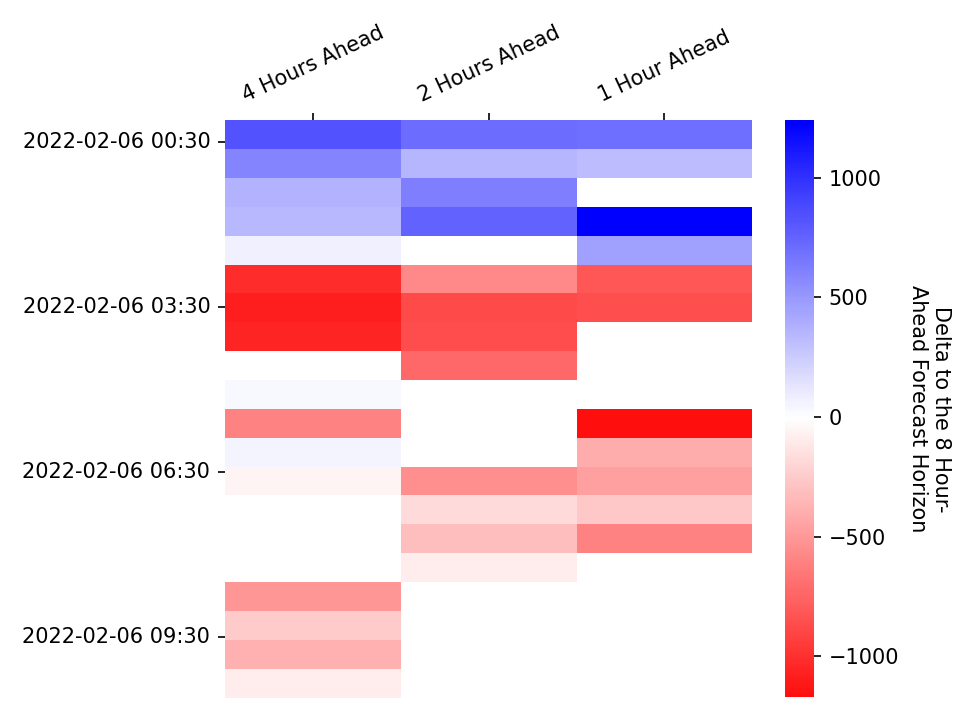 4 Hours Ahead
2 Hours Ahead
1 Hour Ahead
2022-02-06 00:30
2022-02-06 03:30
2022-02-06 06:30
2022-02-06 09:30
1000
500
0
−500
−1000
Delta to the 8 Hour-
Ahead Forecast Horizon